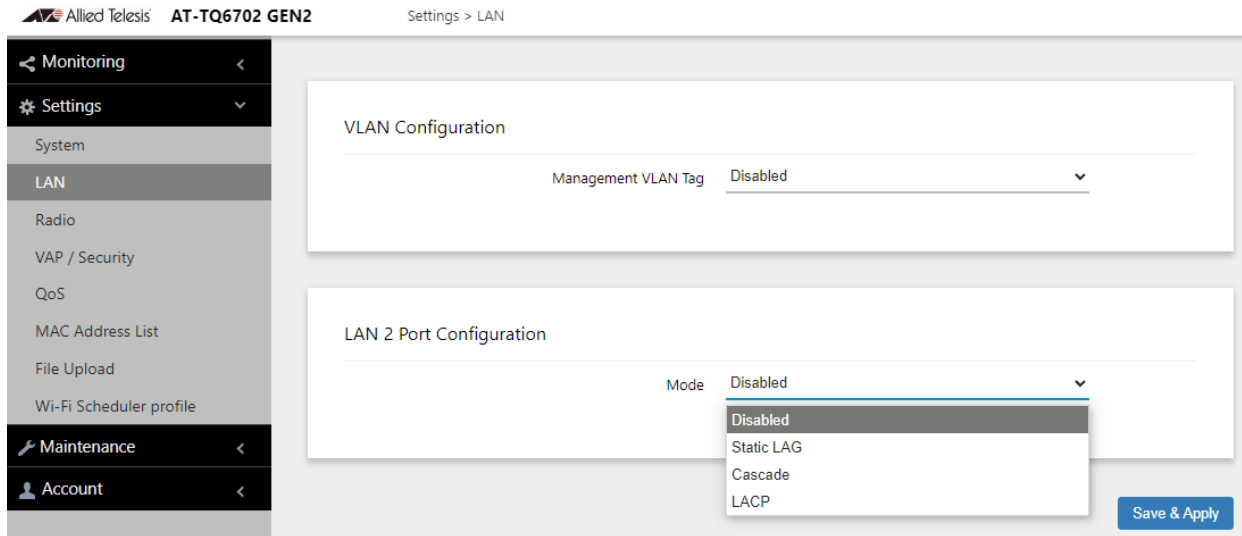 Allied Telesis AT-TQ6702 GEN2 Settings > LAN
Monitoring
Settings
System
LAN
Radio
VAP / Security
QoS
MAC Address List
File Upload
Wi-Fi Scheduler profile
Maintenance
Account
VLAN Configuration
Management VLAN Tag Disabled
LAN 2 Port Configuration
Mode Disabled
Disabled
Static LAG
Cascade
LACP
Save & Apply